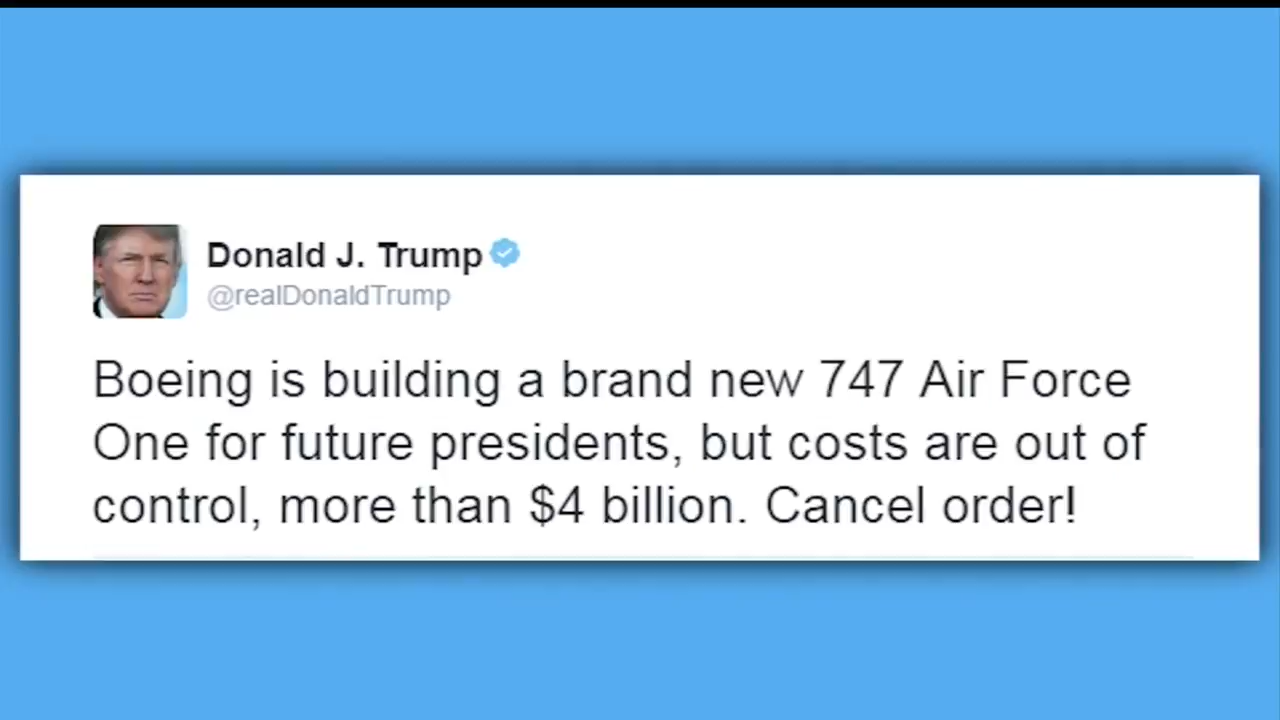 Donald J. Trump
@realDonaldTrump
Boeing is building a brand new 747 Air Force
One for future presidents, but costs are out of
control, more than $4 billion. Cancel order!